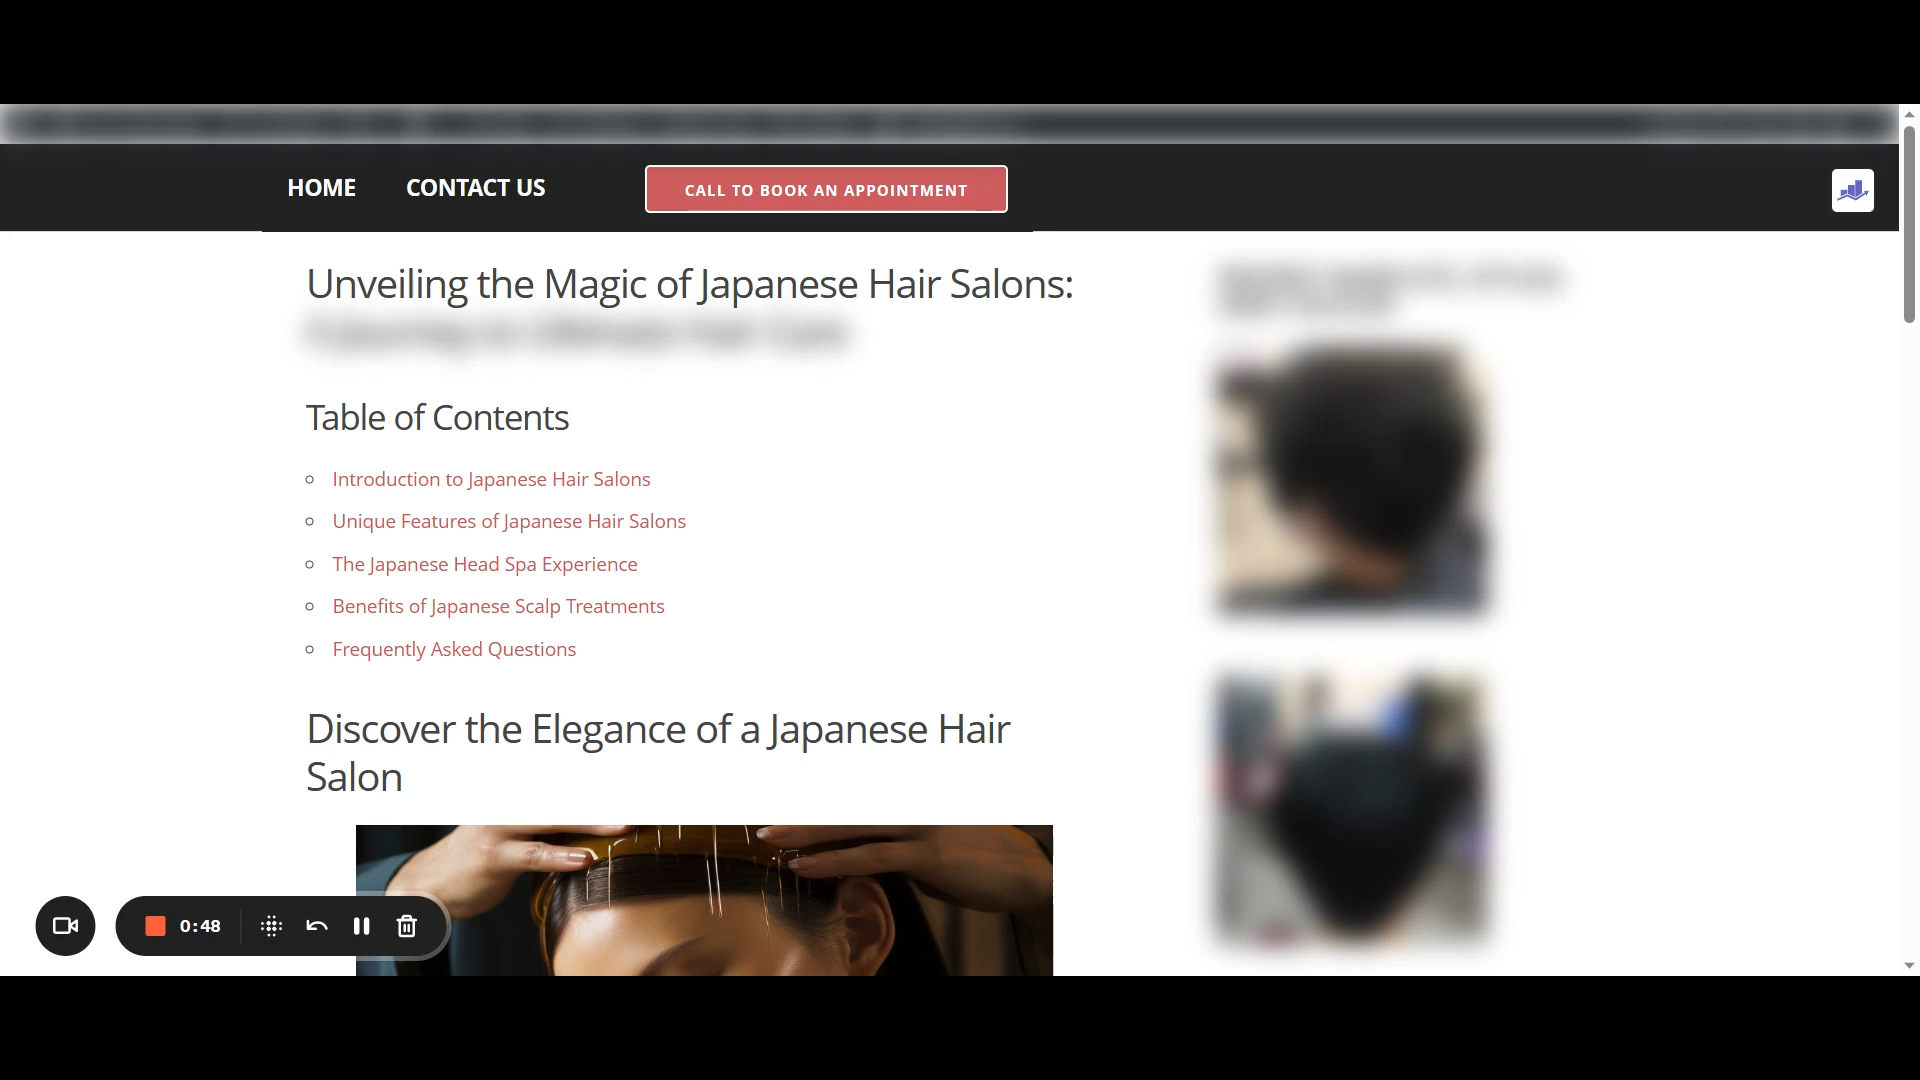 HOME CONTACT US CALL TO BOOK AN APPOINTMENT
Unveiling the Magic of Japanese Hair Salons:
Table of Contents
Introduction to Japanese Hair Salons
Unique Features of Japanese Hair Salons
The Japanese Head Spa Experience
Benefits of Japanese Scalp Treatments
Frequently Asked Questions
Discover the Elegance of a Japanese Hair
Salon
0:48